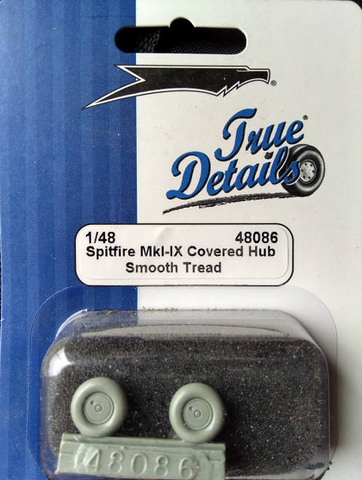 ®
True
Details
®
1/48 48086
Spitfire MkI-IX Covered Hub
Smooth Tread
48086